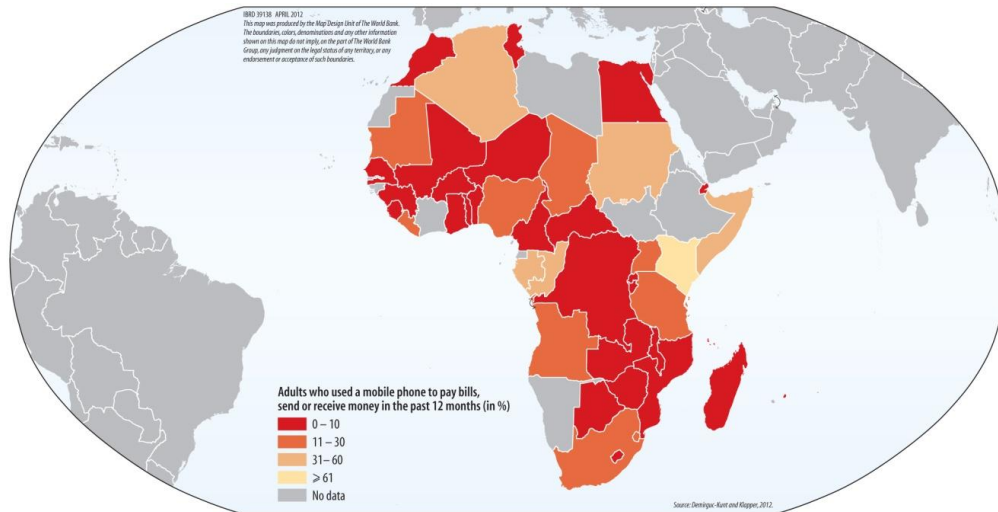 IBRD 39138 APRIL 2012
This map was produced by the Map Design Unit of The World Bank.
The boundaries, colors, denominations and any other information
shown on this map do not imply, on the part of The World Bank
Group, any judgment on the legal status of any territory, or any
endorsement or acceptance of such boundaries.
Adults who used a mobile phone to pay bills,
send or receive money in the past 12 months (in %)
0 – 10
11 – 30
31 – 60
⩾ 61
No data
Source: Demirguc-Kunt and Klapper, 2012.